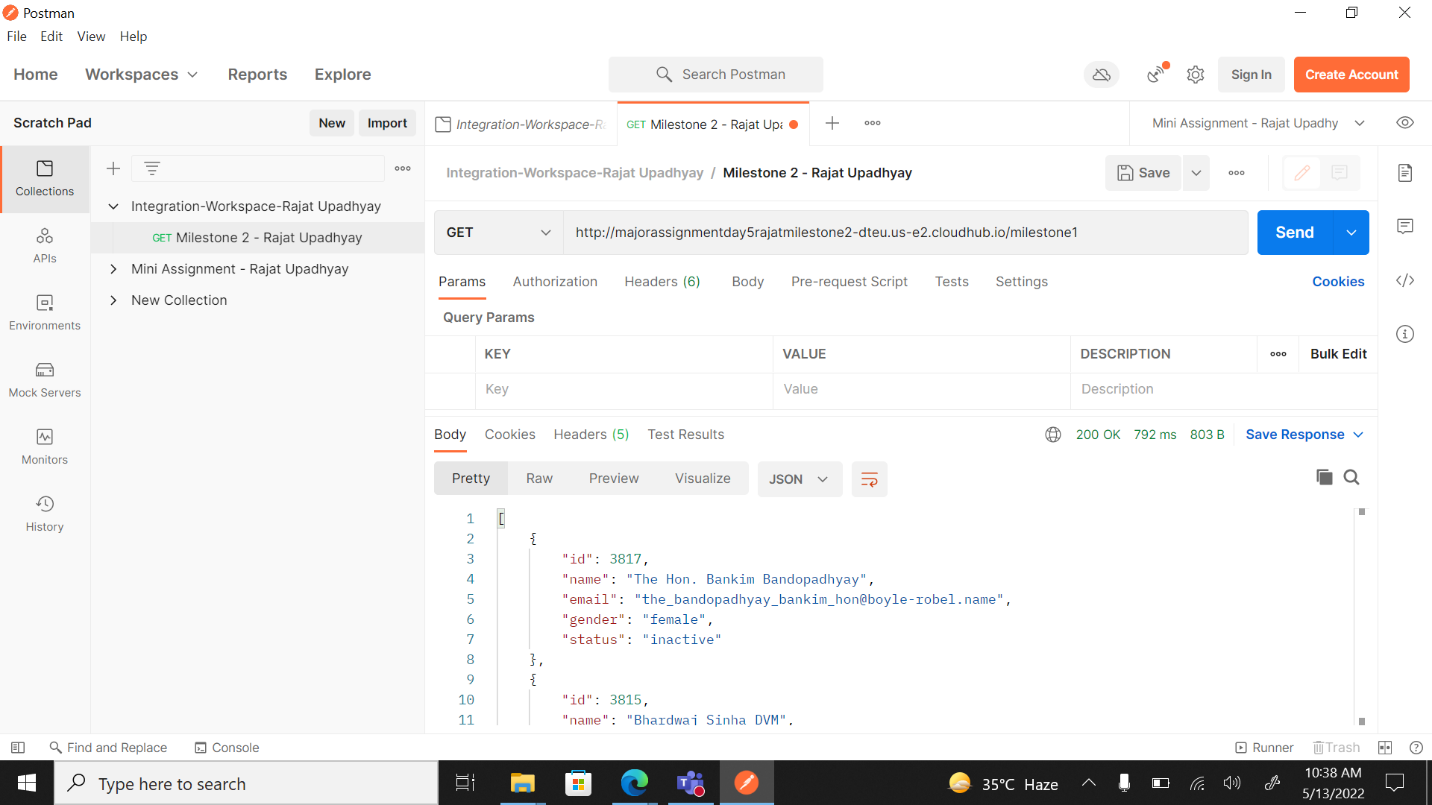 Postman
File Edit View Help
Home Workspaces Reports Explore
Search Postman
Sign In
Create Account
Scratch Pad
New
Import
Integration-Workspace-Ra
GET Milestone 2 - Rajat Upa
Mini Assignment - Rajat Upadhy
Collections
APIs
Environments
Mock Servers
Monitors
History
Integration-Workspace-Rajat Upadhyay
GET Milestone 2 - Rajat Upadhyay
Mini Assignment - Rajat Upadhyay
New Collection
Integration-Workspace-Rajat Upadhyay / Milestone 2 - Rajat Upadhyay
Save
GET
http://majorassignmentday5rajatmilestone2-dteu.us-e2.cloudhub.io/milestone1
Send
Params Authorization Headers (6) Body Pre-request Script Tests Settings
Cookies
Query Params
KEY VALUE DESCRIPTION Bulk Edit
Key Value Description
Body Cookies Headers (5) Test Results
200 OK 792 ms 803 B Save Response
Pretty Raw Preview Visualize JSON
1 [
2 {
3 "id": 3817,
4 "name": "The Hon. Bankim Bandopadhyay",
5 "email": "the_bandopadhyay_bankim_hon@boyle-robel.name",
6 "gender": "female",
7 "status": "inactive"
8 },
9 {
10 "id": 3815,
11 "name": "Bhardwaj Sinha DVM",
Find and Replace Console
Runner Trash
Type here to search
35°C Haze
10:38 AM
5/13/2022